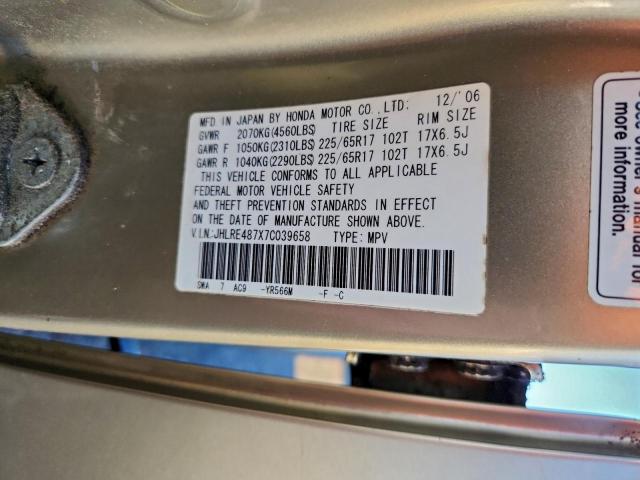 MFD. IN JAPAN BY HONDA MOTOR CO., LTD: 12/'06
GVWR 2070KG(4560LBS) TIRE SIZE RIM SIZE
GAWR F 1050KG(2310LBS) 225/65R17 102T 17X6.5J
GAWR R 1040KG(2290LBS) 225/65R17 102T 17X6.5J
THIS VEHICLE CONFORMS TO ALL APPLICABLE
FEDERAL MOTOR VEHICLE SAFETY
AND THEFT PREVENTION STANDARDS IN EFFECT
ON THE DATE OF MANUFACTURE SHOWN ABOVE.
V.I.N.:JHLRE487X7C039658 TYPE: MPV
SWA 7 AC9 -YR566M -F -C
owner's
manual for